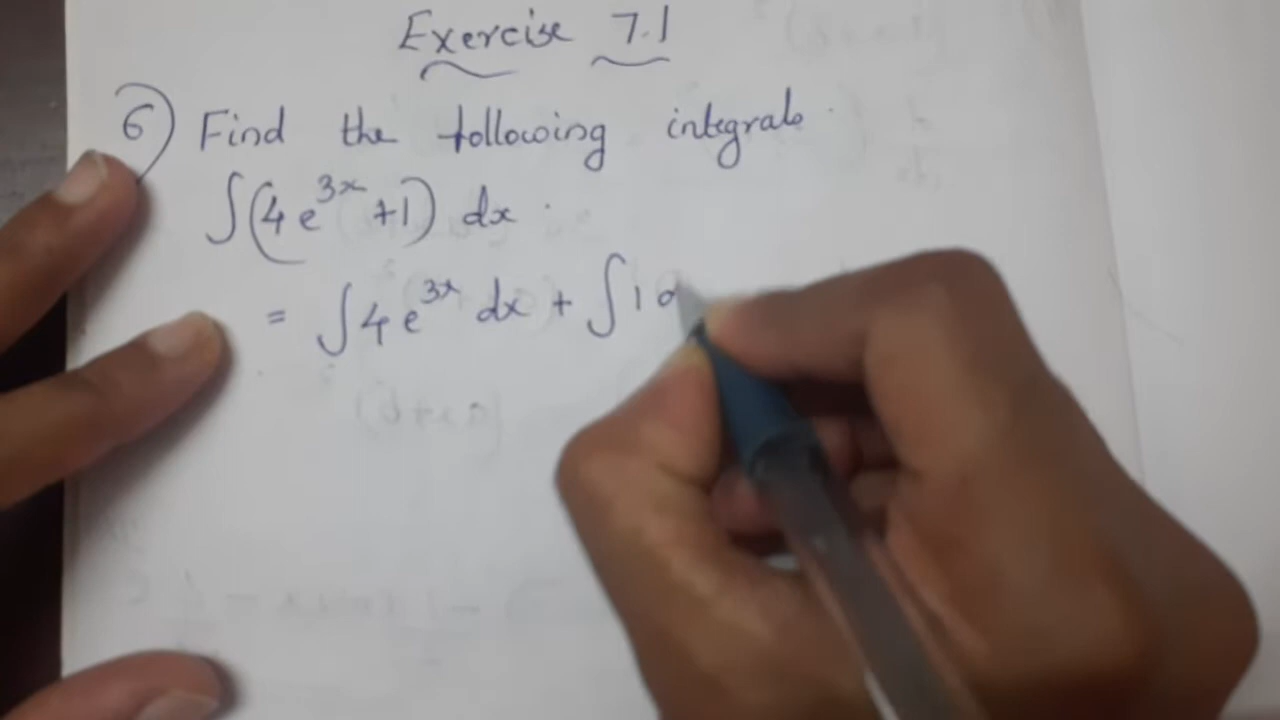 Exercise 7.1
6) Find the following integrals.
∫(4e^{3x} +1) dx.
= ∫4e^{3x} dx + ∫1 d